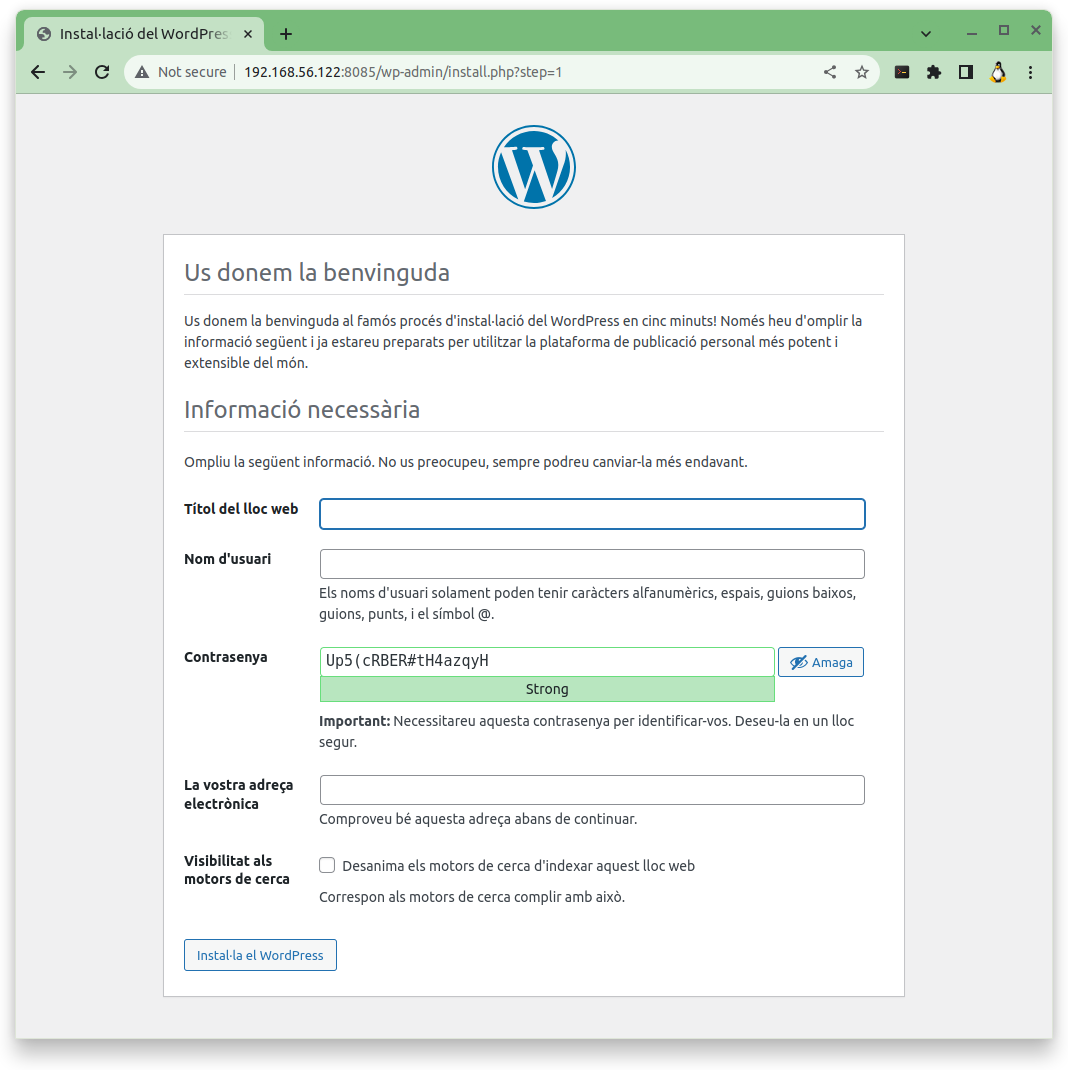 Instal·lació del WordPres
Not secure
192.168.56.122:8085/wp-admin/install.php?step=1
Us donem la benvinguda
Us donem la benvinguda al famós procés d'instal·lació del WordPress en cinc minuts! Només heu d'omplir la
informació següent i ja estareu preparats per utilitzar la plataforma de publicació personal més potent i
extensible del món.
Informació necessària
Ompliu la següent informació. No us preocupeu, sempre podreu canviar-la més endavant.
Títol del lloc web
Nom d'usuari
Els noms d'usuari solament poden tenir caràcters alfanumèrics, espais, guions baixos,
guions, punts, i el símbol @.
Contrasenya
Up5(cRBER#tH4azqyH
Amaga
Strong
Important: Necessitareu aquesta contrasenya per identificar-vos. Deseu-la en un lloc
segur.
La vostra adreça
electrònica
Comproveu bé aquesta adreça abans de continuar.
Visibilitat als
motors de cerca
Desanima els motors de cerca d'indexar aquest lloc web
Correspon als motors de cerca complir amb això.
Instal·la el WordPress